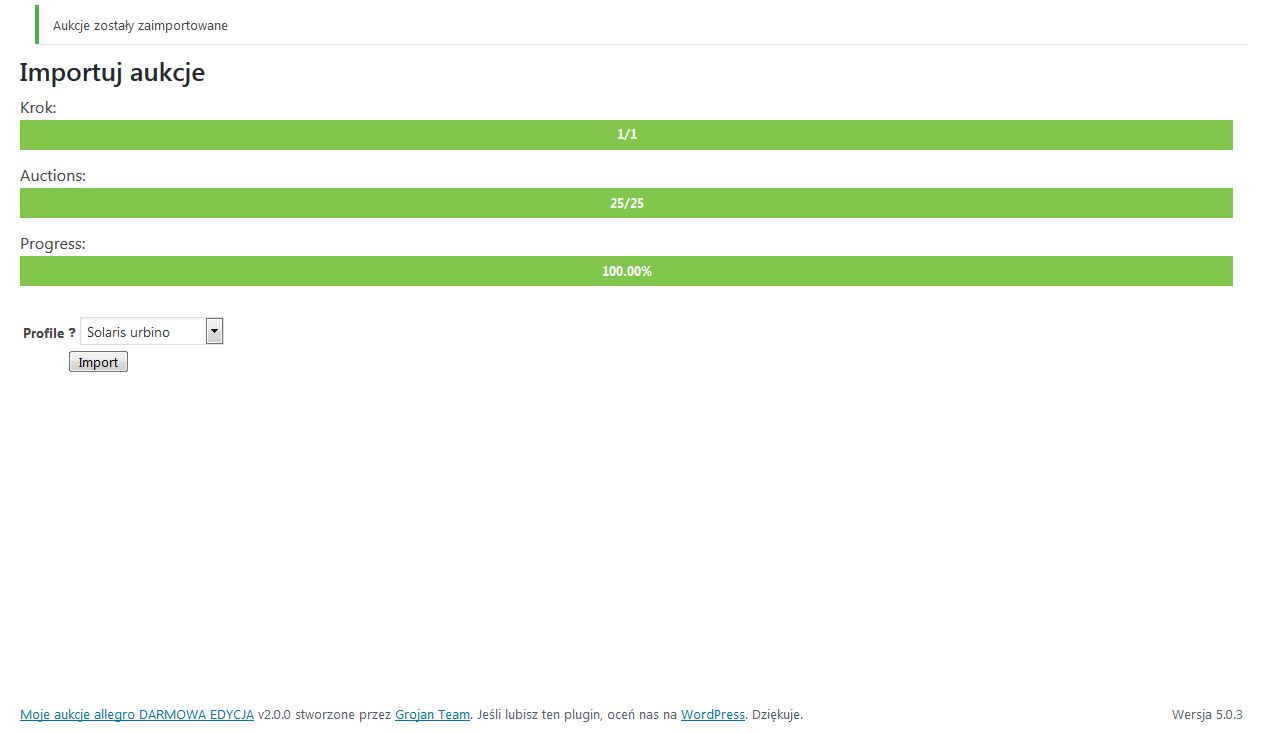 Aukcje zostały zaimportowane
Importuj aukcje
Krok:
1/1
Auctions:
25/25
Progress:
100.00%
Profile ? Solaris urbino
Import
Moje aukcje allegro DARMOWA EDYCJA v2.0.0 stworzone przez Grojan Team. Jeśli lubisz ten plugin, oceń nas na WordPress. Dziękuje. Wersja 5.0.3